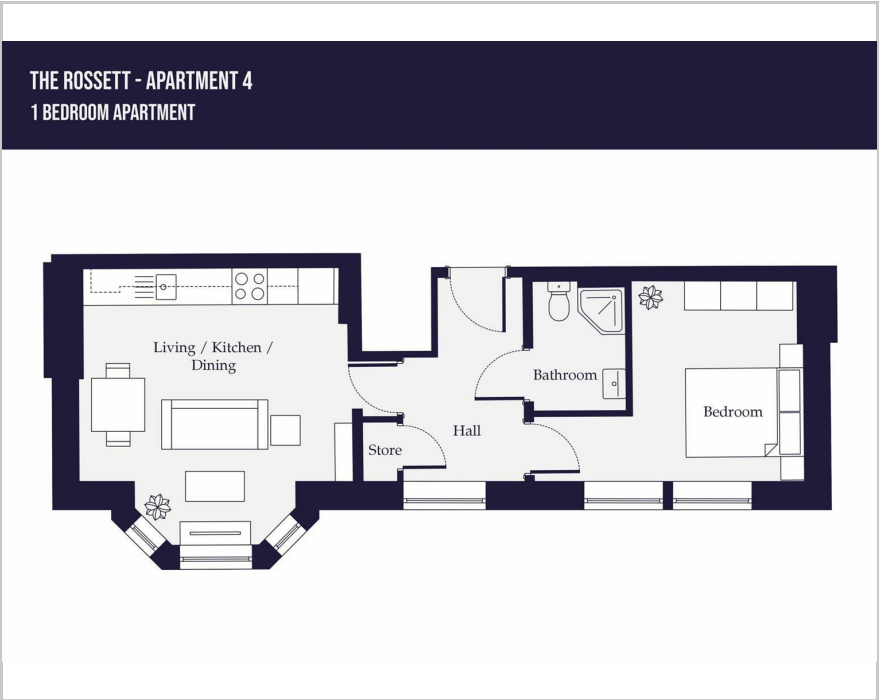 THE ROSSETT - APARTMENT 4
1 BEDROOM APARTMENT
Living / Kitchen /
Dining
Bathroom
Bedroom
Hall
Store